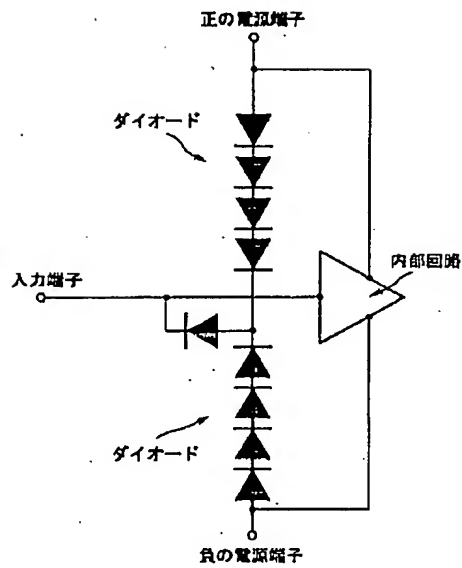 正の電源端子
ダイオード
内部回路
入力端子
ダイオード
負の電源端子